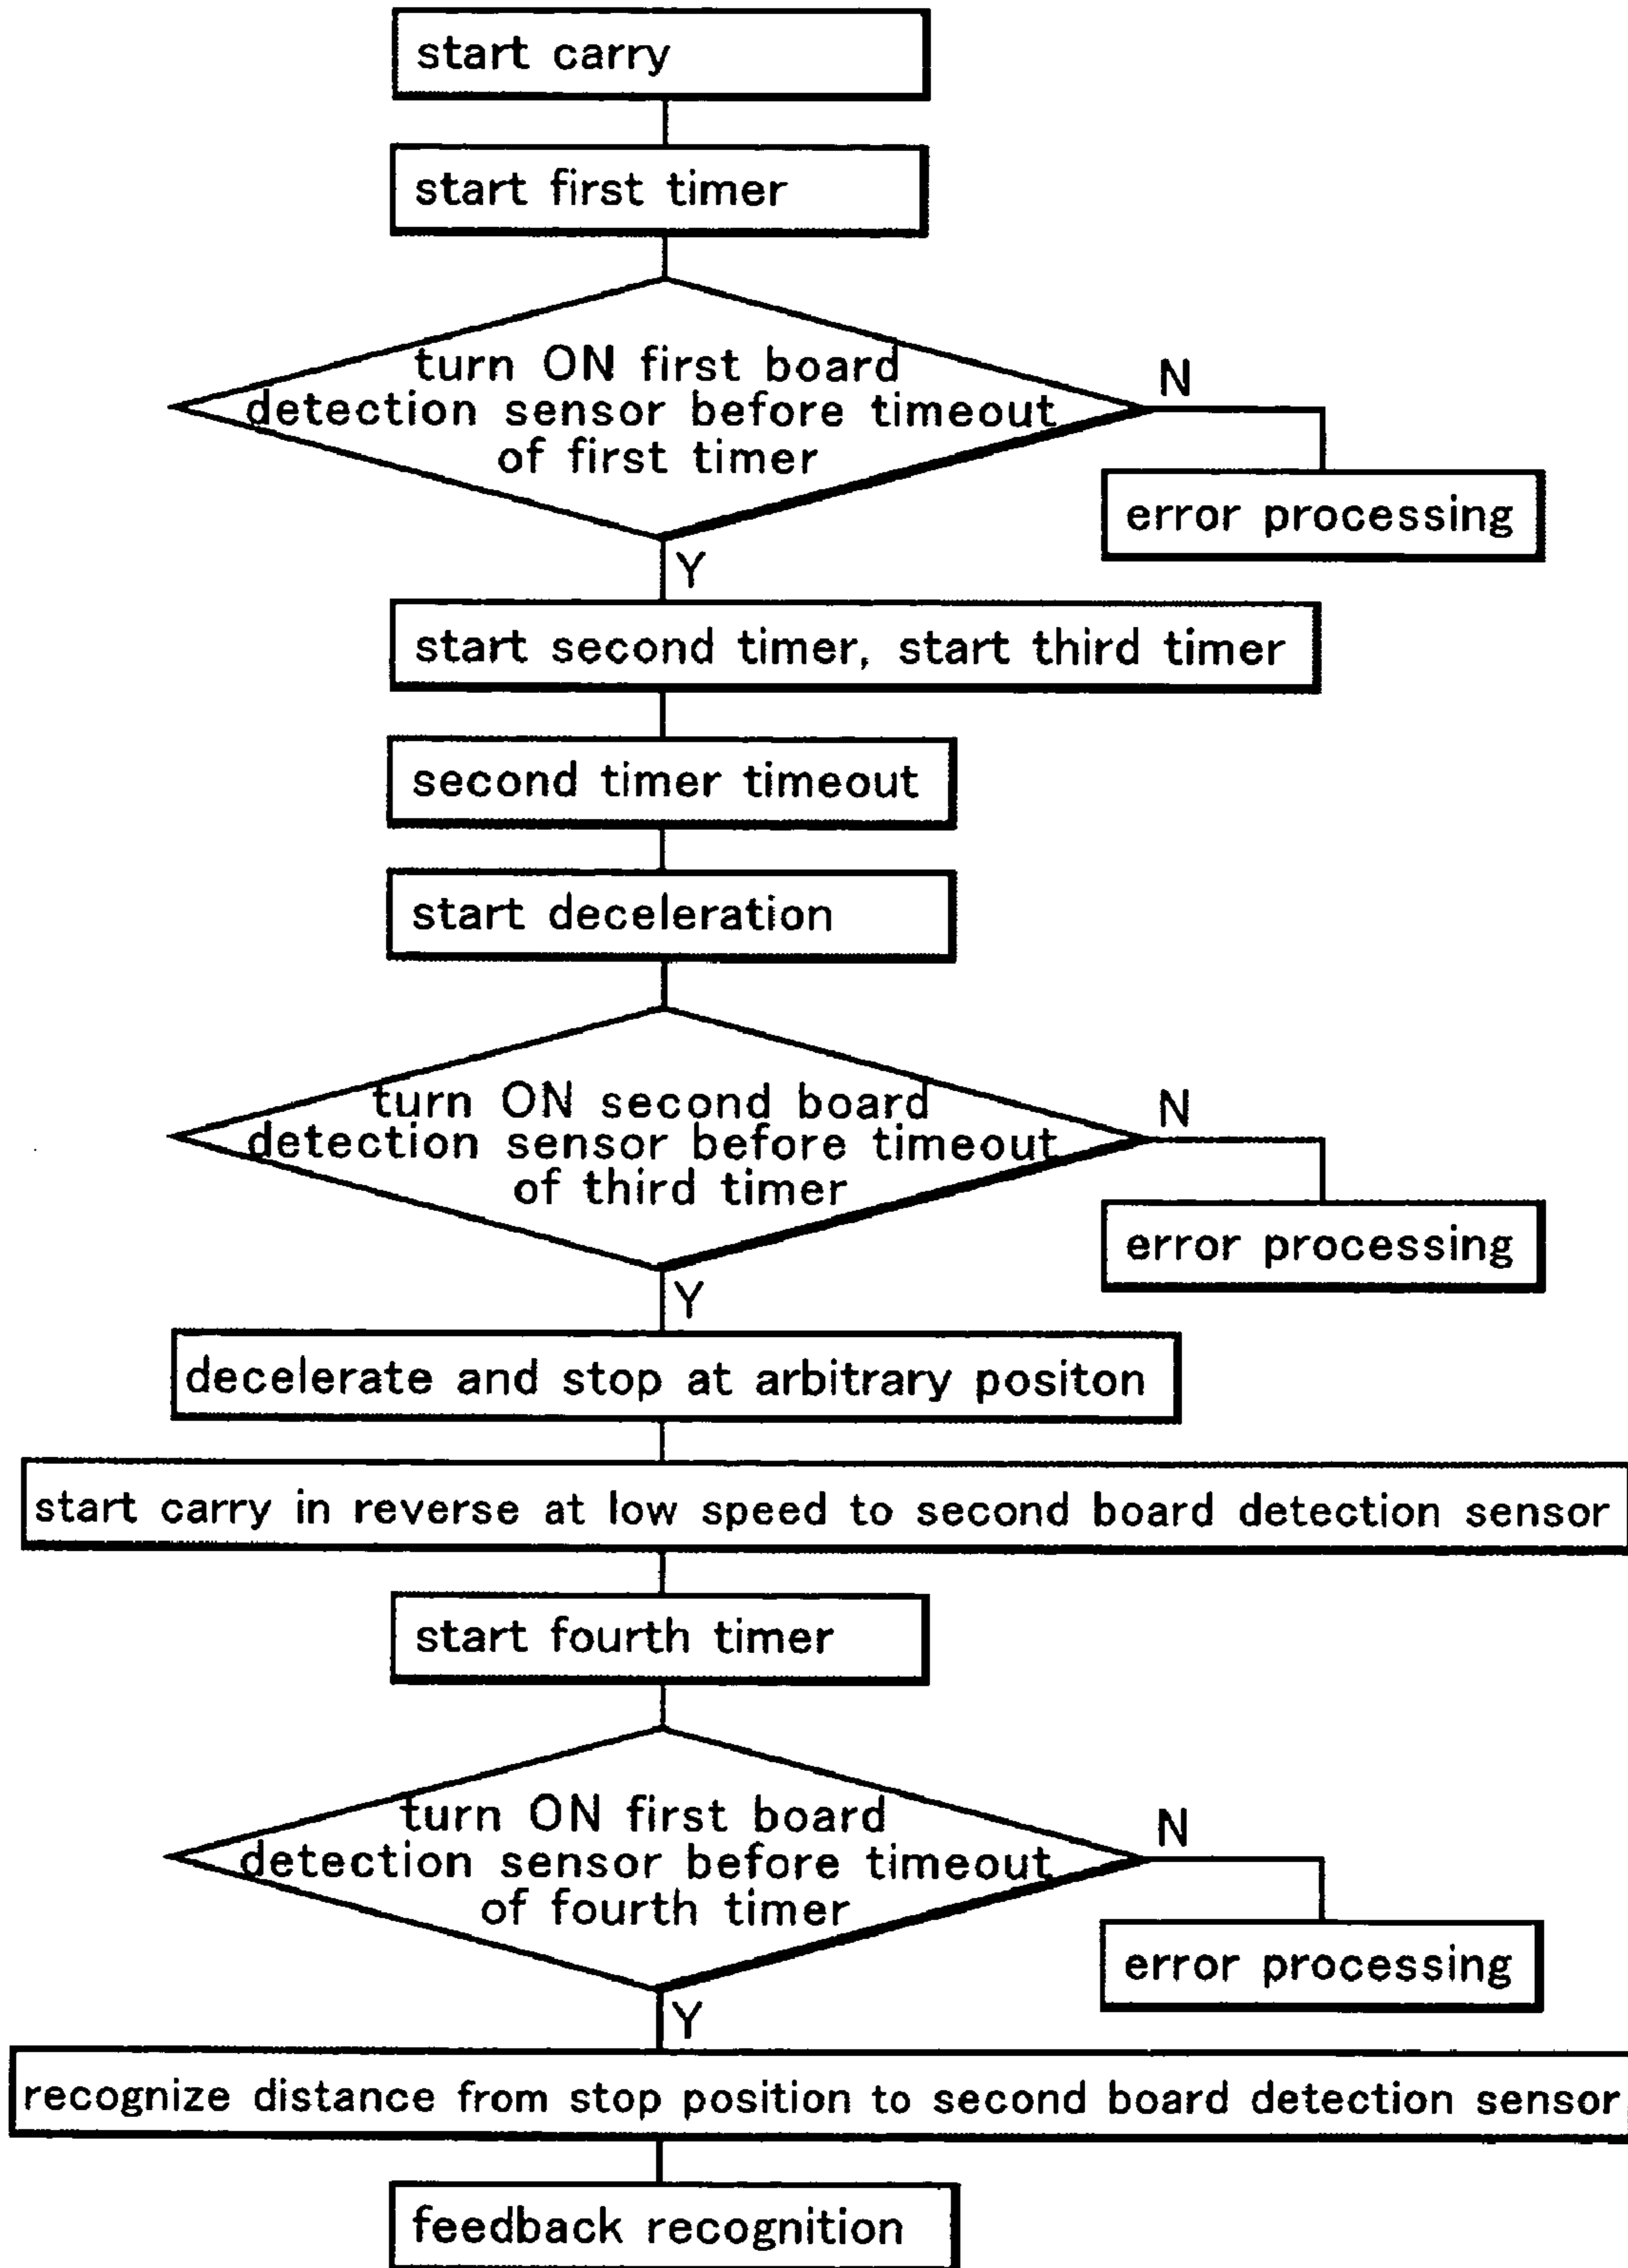 start carry
start first timer
turn ON first board
detection sensor before timeout
of first timer
N
error processing
Y
start second timer, start third timer
second timer timeout
start deceleration
turn ON second board
detection sensor before timeout
of third timer
N
error processing
Y
decelerate and stop at arbitrary positon
start carry in reverse at low speed to second board detection sensor
start fourth timer
turn ON first board
detection sensor before timeout
of fourth timer
N
error processing
Y
recognize distance from stop position to second board detection sensor
feedback recognition